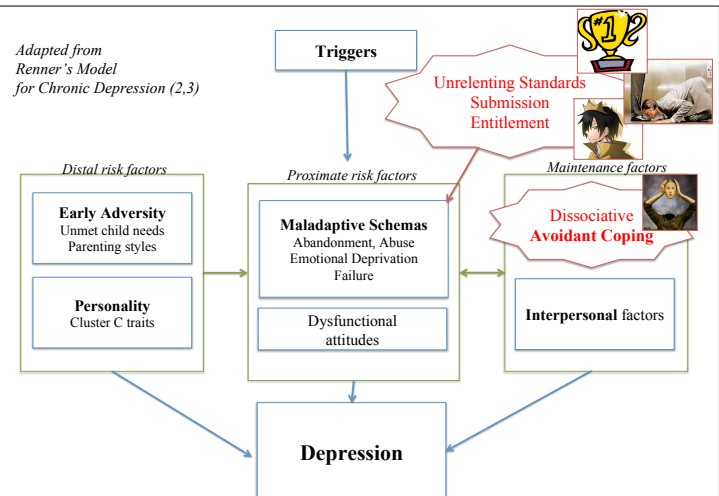 Adapted from
Renner's Model
for Chronic Depression (2,3)
Triggers
#1
Unrelenting Standards
Submission
Entitlement
Distal risk factors
Early Adversity
Unmet child needs
Parenting styles
Personality
Cluster C traits
Proximate risk factors
Maladaptive Schemas
Abandonment, Abuse
Emotional Deprivation
Failure
Dysfunctional
attitudes
Maintenance factors
Dissociative
Avoidant Coping
Interpersonal factors
Depression